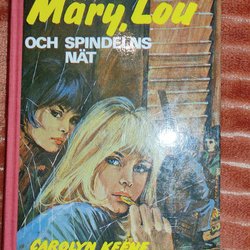 Mary, Lou
OCH SPINDELNS
NÄT
CAROLYN KEENE